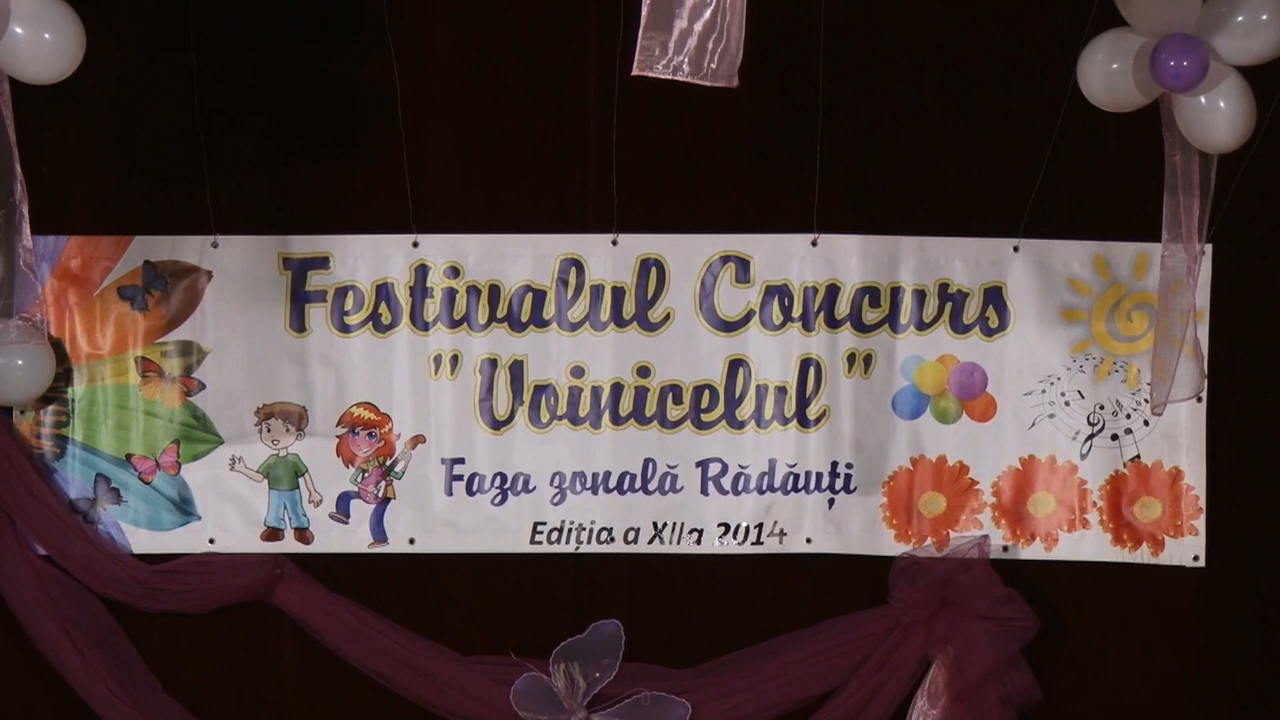 Festivalul Concurs
"Voinicelul"
Faza zonală Rădăuți
Ediția a XIIa 2014